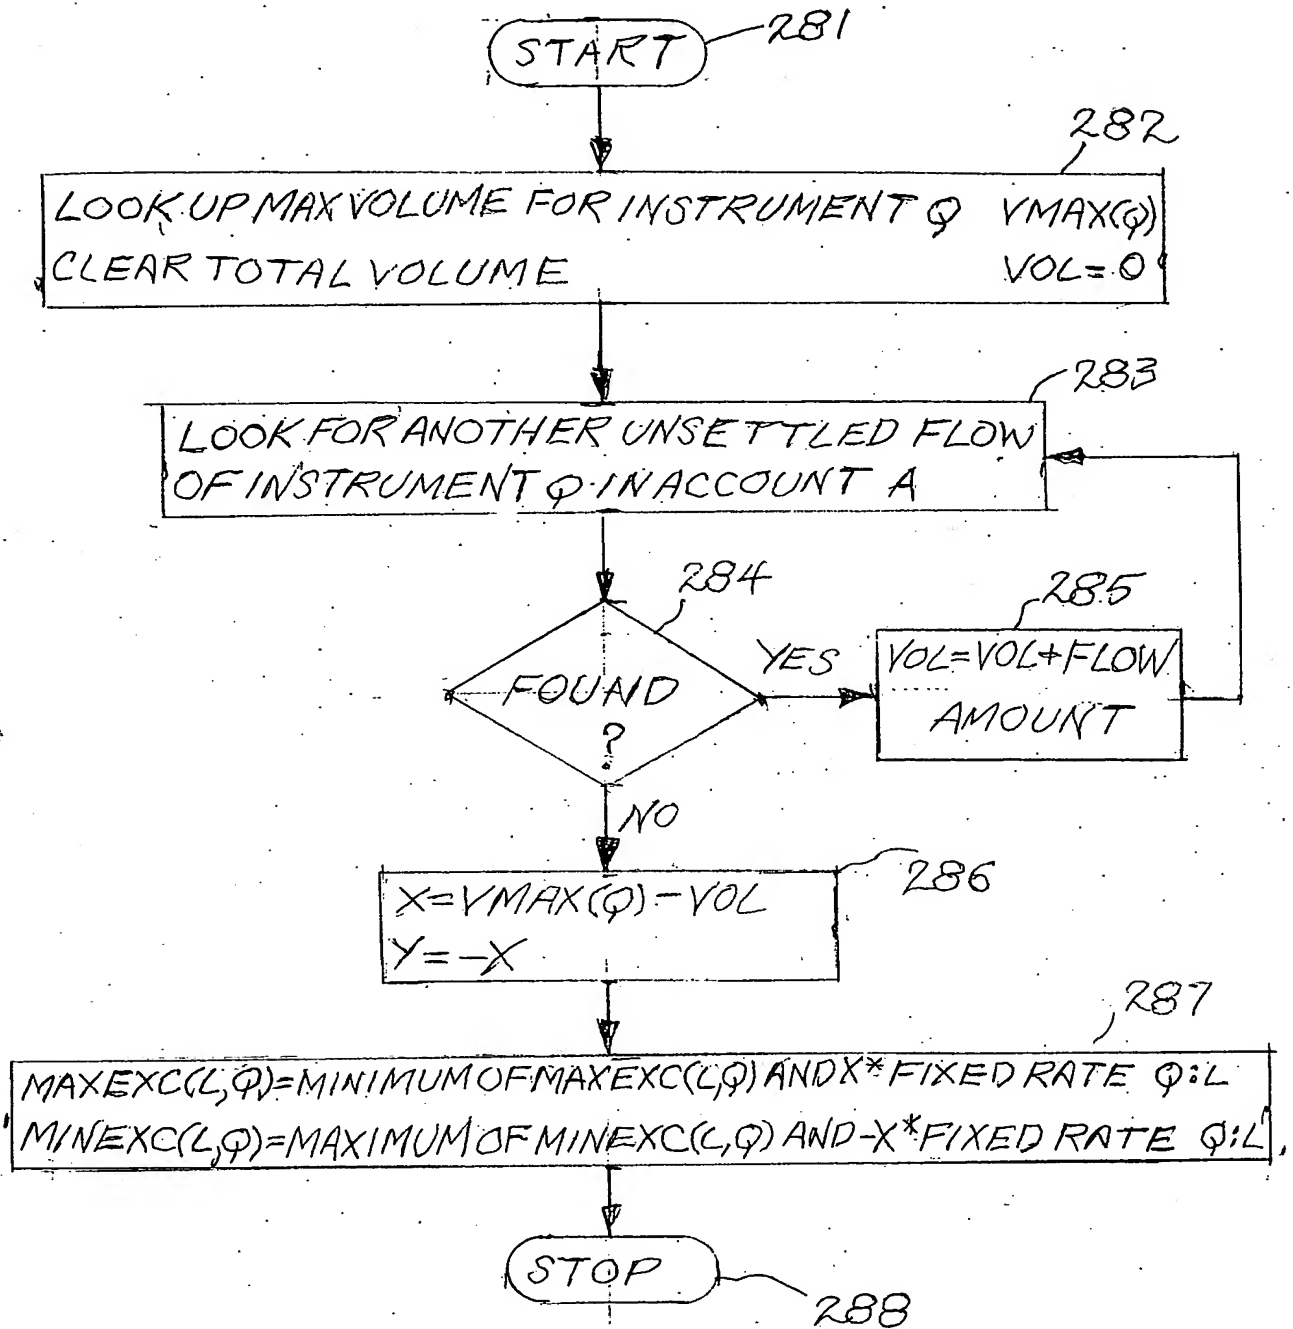 START
281
282
LOOK UP MAX VOLUME FOR INSTRUMENT Q VMAX(Q)
CLEAR TOTAL VOLUME VOL=0
283
LOOK FOR ANOTHER UNSETTLED FLOW
OF INSTRUMENT Q IN ACCOUNT A
284
FOUND
?
YES
285
VOL=VOL+FLOW
AMOUNT
NO
286
X=VMAX(Q)-VOL
Y=-X
287
MAXEXC(L,Q)=MINIMUM OF MAXEXC(L,Q) AND X* FIXED RATE Q:L
MINEXC(L,Q)=MAXIMUM OF MINEXC(L,Q) AND -X* FIXED RATE Q:L
STOP
288